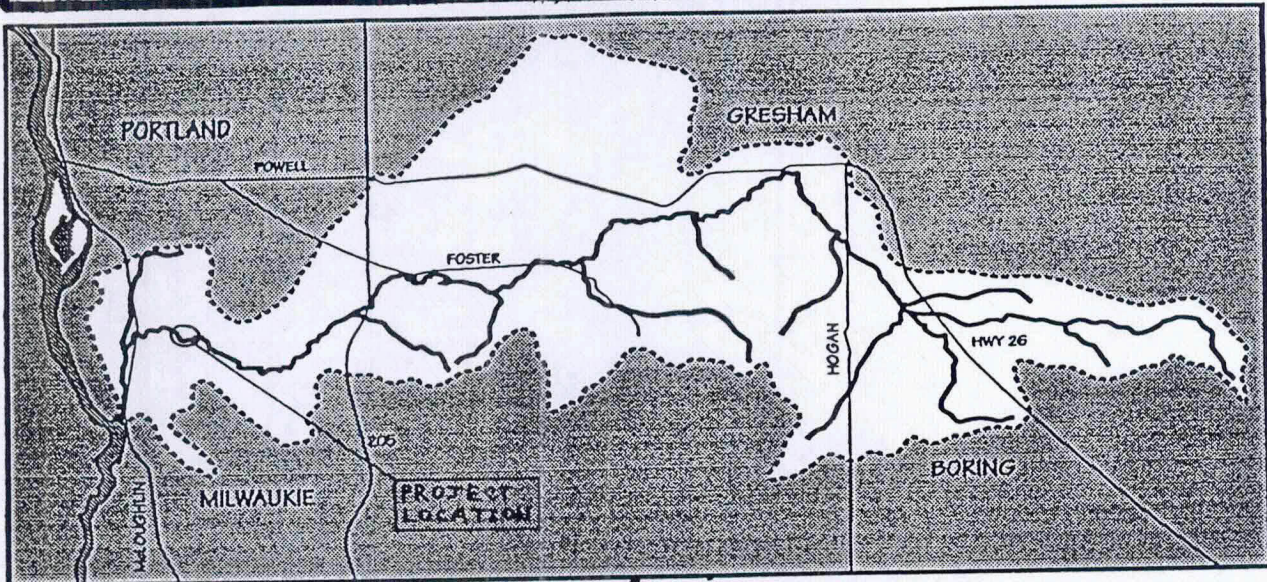 PORTLAND
GRESHAM
POWELL
FOSTER
HOGAN
HWY 26
205
BORING
MILWAUKIE
McLOUGHLIN
PROJECT
LOCATION